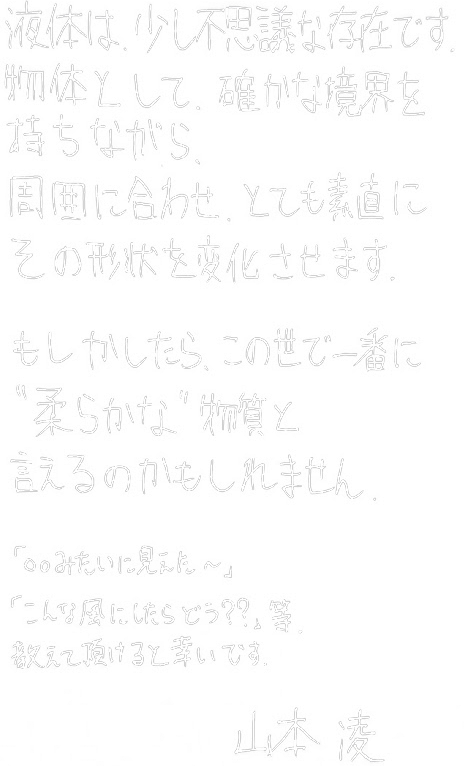 液体は、少し不思議な存在です。
物体として、確かな境界を
持ちながら、
周囲に合わせ、とても素直に
その形状を変化させます。
もしかしたら、この世で一番に
"柔らかな"物質と
言えるのかもしれません。
「○○みたいに見えた〜」
「こんな風にしたらどう??」等、
教えて頂けると幸いです。
山本 凌